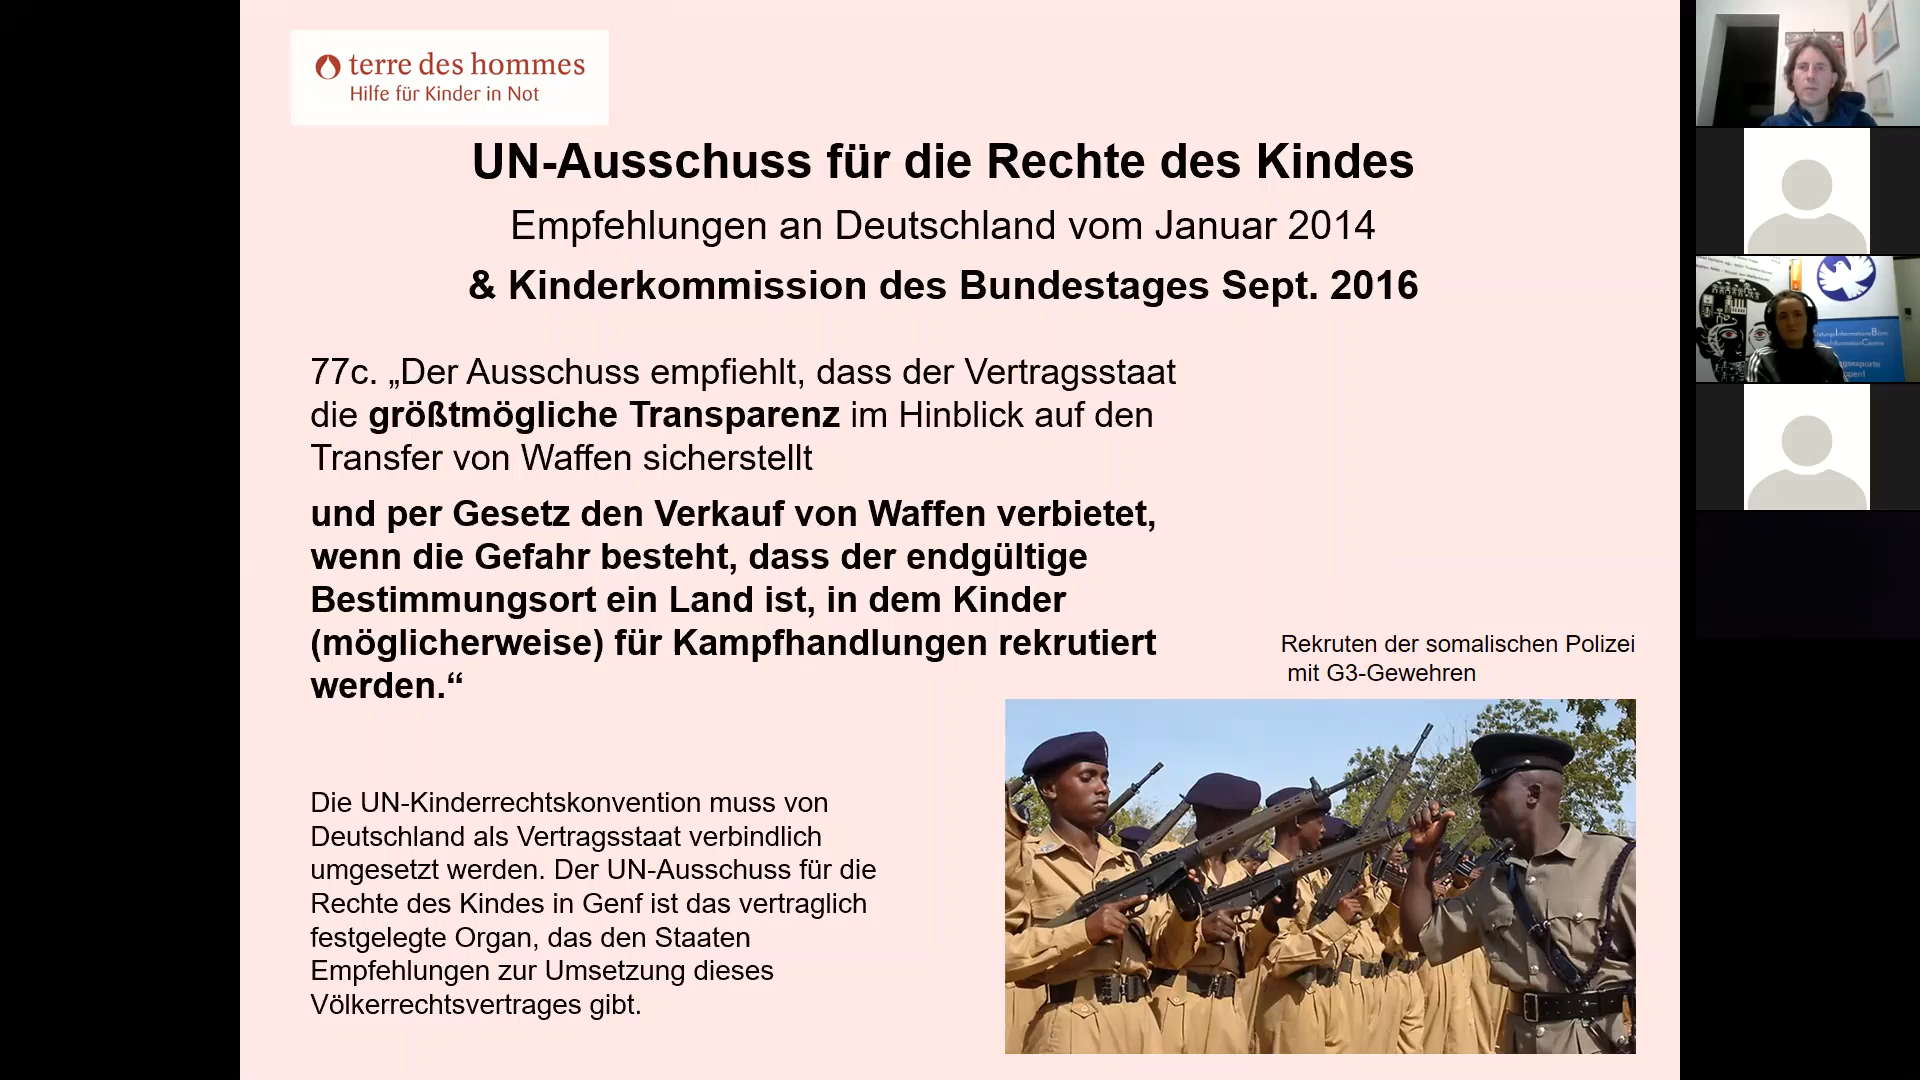 terre des hommes
Hilfe für Kinder in Not
UN-Ausschuss für die Rechte des Kindes
Empfehlungen an Deutschland vom Januar 2014
& Kinderkommission des Bundestages Sept. 2016
77c. „Der Ausschuss empfiehlt, dass der Vertragsstaat
die größtmögliche Transparenz im Hinblick auf den
Transfer von Waffen sicherstellt
und per Gesetz den Verkauf von Waffen verbietet,
wenn die Gefahr besteht, dass der endgültige
Bestimmungsort ein Land ist, in dem Kinder
(möglicherweise) für Kampfhandlungen rekrutiert
werden.“
Rekruten der somalischen Polizei
mit G3-Gewehren
Die UN-Kinderrechtskonvention muss von
Deutschland als Vertragsstaat verbindlich
umgesetzt werden. Der UN-Ausschuss für die
Rechte des Kindes in Genf ist das vertraglich
festgelegte Organ, das den Staaten
Empfehlungen zur Umsetzung dieses
Völkerrechtsvertrages gibt.